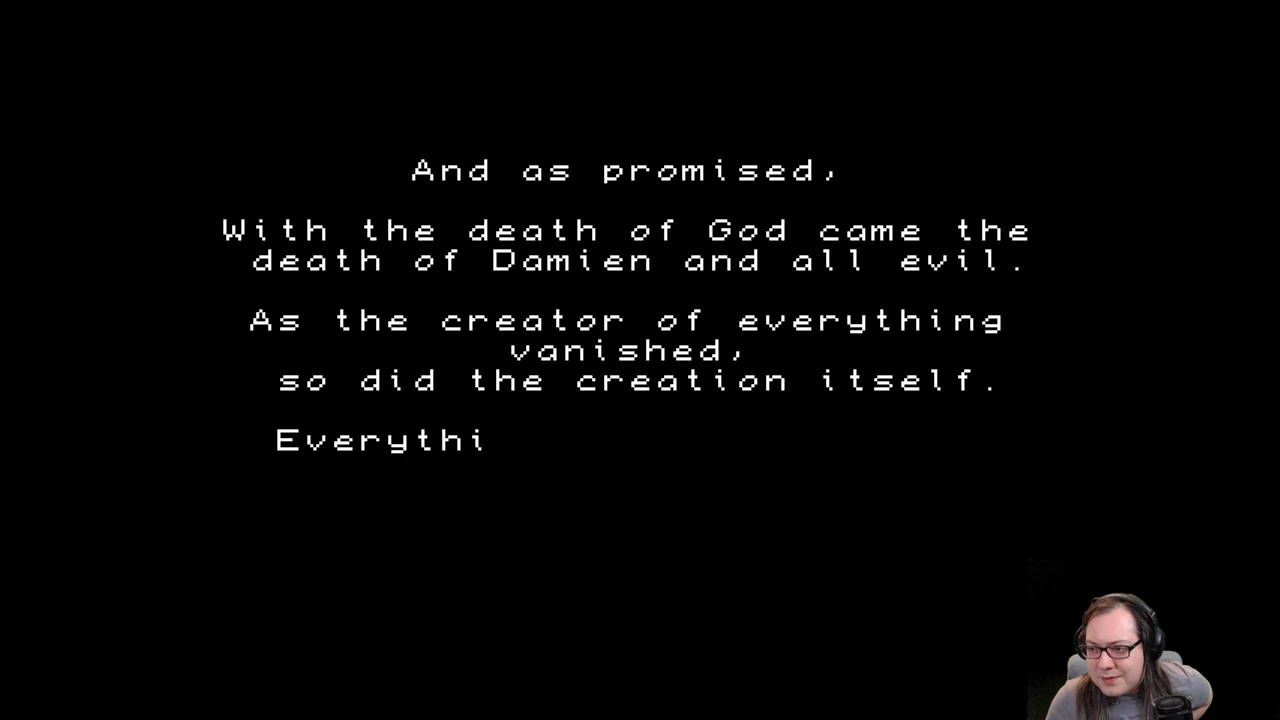 And as promised,
With the death of God came the
death of Damien and all evil.
As the creator of everything
vanished,
so did the creation itself.
Everythi